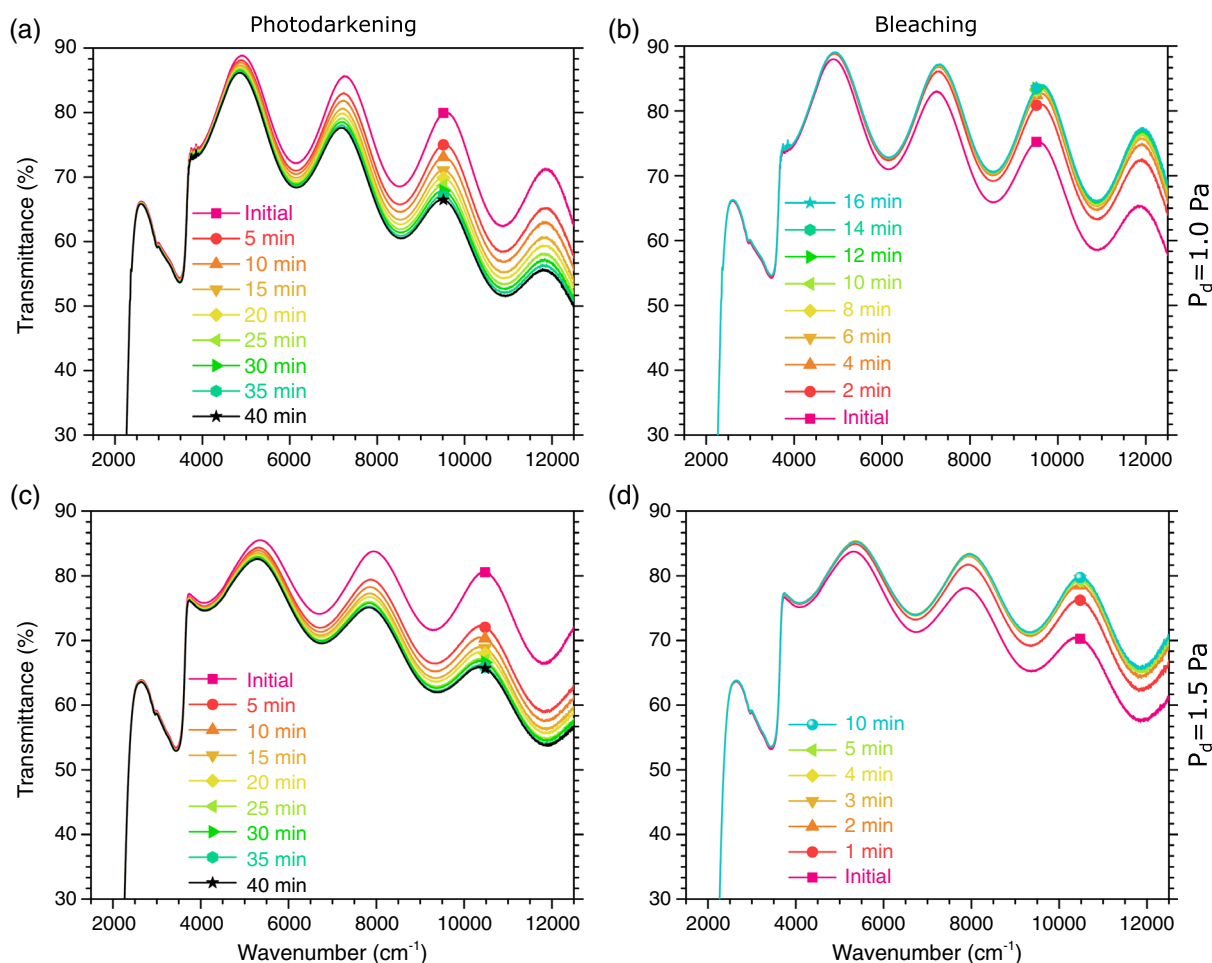 Photodarkening
Bleaching
(a)
90
80
70
60
50
40
30
Transmittance (%)
Initial
5 min
10 min
15 min
20 min
25 min
30 min
35 min
40 min
2000 4000 6000 8000 10000 12000
(b)
90
80
70
60
50
40
30
16 min
14 min
12 min
10 min
8 min
6 min
4 min
2 min
Initial
2000 4000 6000 8000 10000 12000
Pd=1.0 Pa
(c)
90
80
70
60
50
40
30
Transmittance (%)
Initial
5 min
10 min
15 min
20 min
25 min
30 min
35 min
40 min
2000 4000 6000 8000 10000 12000
Wavenumber (cm-1)
(d)
90
80
70
60
50
40
30
10 min
5 min
4 min
3 min
2 min
1 min
Initial
2000 4000 6000 8000 10000 12000
Wavenumber (cm-1)
Pd=1.5 Pa